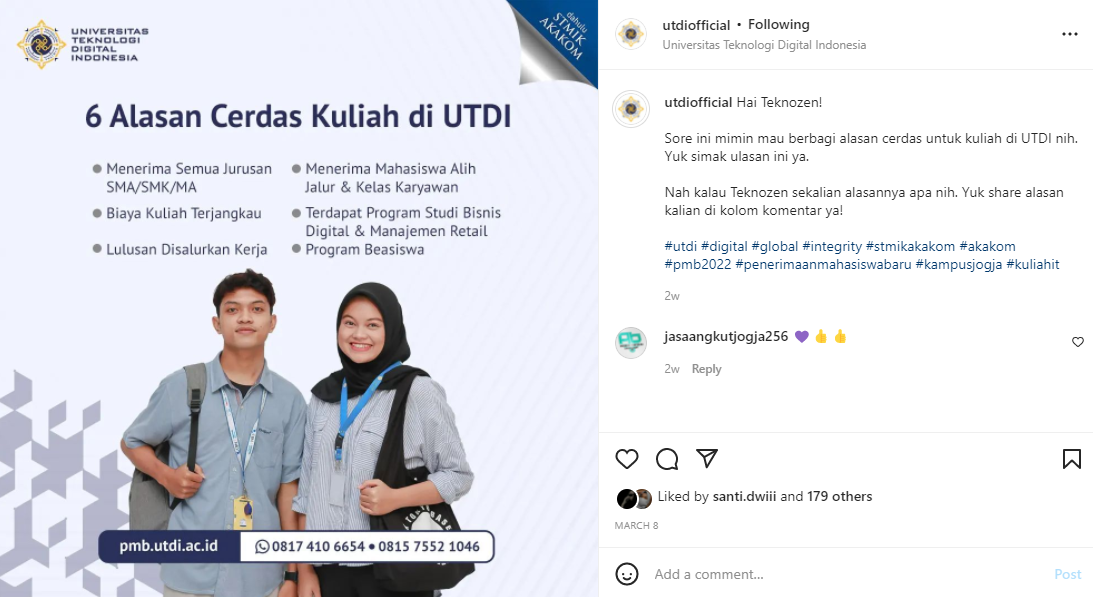 UNIVERSITAS
TEKNOLOGI
DIGITAL
INDONESIA
dahulu
STMIK
AKAKOM
6 Alasan Cerdas Kuliah di UTDI
Menerima Semua Jurusan
SMA/SMK/MA
Biaya Kuliah Terjangkau
Lulusan Disalurkan Kerja
Menerima Mahasiswa Alih
Jalur & Kelas Karyawan
Terdapat Program Studi Bisnis
Digital & Manajemen Retail
Program Beasiswa
pmb.utdi.ac.id
0817 410 6654 • 0815 7552 1046
utdiofficial • Following
Universitas Teknologi Digital Indonesia
utdiofficial Hai Teknozen!
Sore ini mimin mau berbagi alasan cerdas untuk kuliah di UTDI nih.
Yuk simak ulasan ini ya.
Nah kalau Teknozen sekalian alasannya apa nih. Yuk share alasan
kalian di kolom komentar ya!
#utdi #digital #global #integrity #stmikakakom #akakom
#pmb2022 #penerimaanmahasiswabaru #kampusjogja #kuliahit
2w
jasaangkutjogja256 💜👍👍
2w Reply
Liked by santi.dwiii and 179 others
MARCH 8
Add a comment...
Post